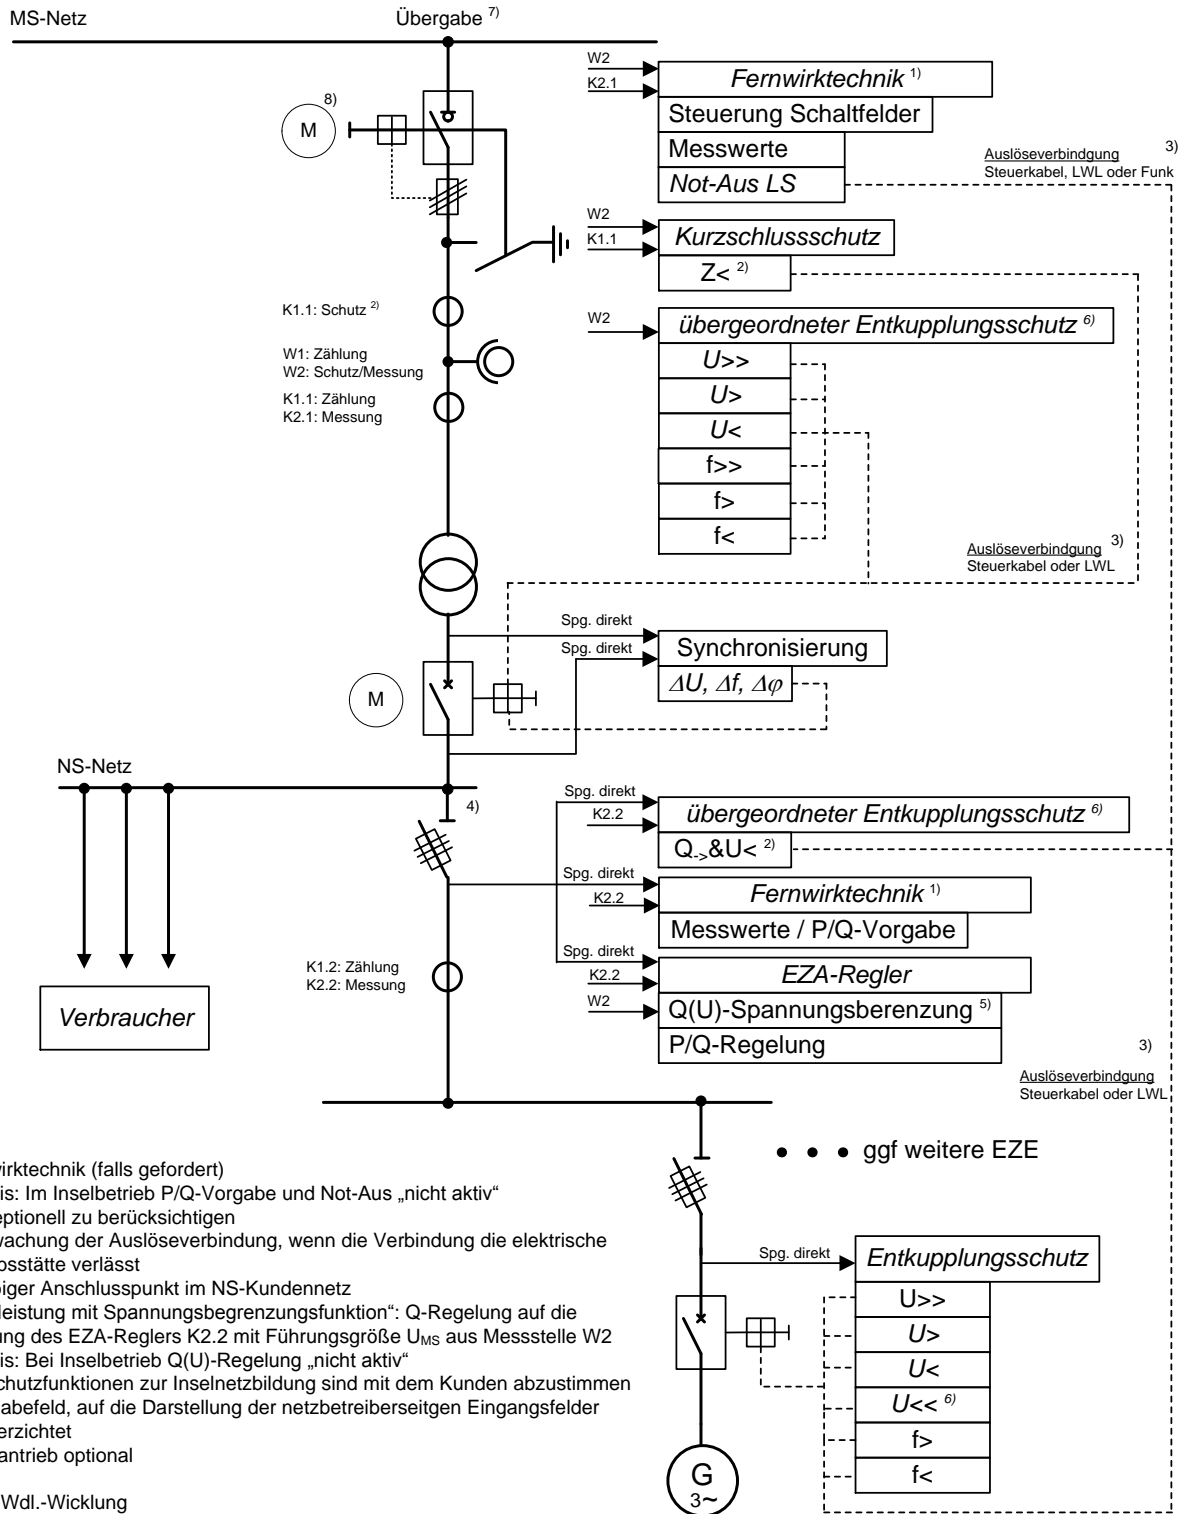 MS-Netz
Übergabe 7)
W2
K2.1
Fernwirktechnik 1)
Steuerung Schaltfelder
Messwerte
Not-Aus LS
8)
M
Auslöseverbindgung 3)
Steuerkabel, LWL oder Funk
W2
K1.1
Kurzschlussschutz
Z< 2)
K1.1: Schutz 2)
W1: Zählung
W2: Schutz/Messung
K1.1: Zählung
K2.1: Messung
W2
übergeordneter Entkupplungsschutz 6)
U>>
U>
U<
f>>
f>
f<
Auslöseverbindgung 3)
Steuerkabel oder LWL
Spg. direkt
Spg. direkt
Synchronisierung
ΔU, Δf, Δφ
M
NS-Netz
4)
Spg. direkt
K2.2
übergeordneter Entkupplungsschutz 6)
Q->&U< 2)
Spg. direkt
K2.2
Fernwirktechnik 1)
Messwerte / P/Q-Vorgabe
Spg. direkt
K2.2
W2
EZA-Regler
Q(U)-Spannungsberenzung 5)
P/Q-Regelung
K1.2: Zählung
K2.2: Messung
Verbraucher
3)
Auslöseverbindgung
Steuerkabel oder LWL
• • • ggf weitere EZE
irktechnik (falls gefordert)
is: Im Inselbetrieb P/Q-Vorgabe und Not-Aus „nicht aktiv“
eptionell zu berücksichtigen
wachung der Auslöseverbindung, wenn die Verbindung die elektrische
osstätte verlässt
biger Anschlusspunkt im NS-Kundennetz
leistung mit Spannungsbegrenzungsfunktion“: Q-Regelung auf die
ung des EZA-Reglers K2.2 mit Führungsgröße UMS aus Messstelle W2
is: Bei Inselbetrieb Q(U)-Regelung „nicht aktiv“
chutzfunktionen zur Inselnetzbildung sind mit dem Kunden abzustimmen
abefeld, auf die Darstellung der netzbetreiberseitgen Eingangsfelder
erzichtet
antrieb optional
Wdl.-Wicklung
Spg. direkt
Entkupplungsschutz
U>>
U>
U<
U<< 6)
f>
f<
G
3~